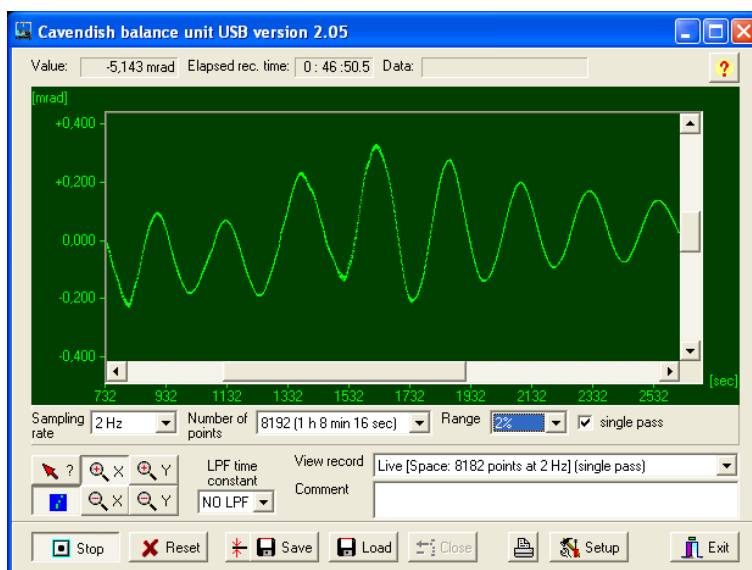 Cavendish balance unit USB version 2.05
Value: -5,143 mrad Elapsed rec. time: 0 : 46 :50.5 Data: ?
[mrad]
+0,400
+0,200
0,000
-0,200
-0,400
732 932 1132 1332 1532 1732 1932 2132 2332 2532 [sec]
Sampling rate 2 Hz Number of points 8192 (1 h 8 min 16 sec) Range 2% single pass
? X Y LPF time constant View record Live [Space: 8182 points at 2 Hz] (single pass)
X Y NO LPF Comment
Stop Reset Save Load Close Setup Exit